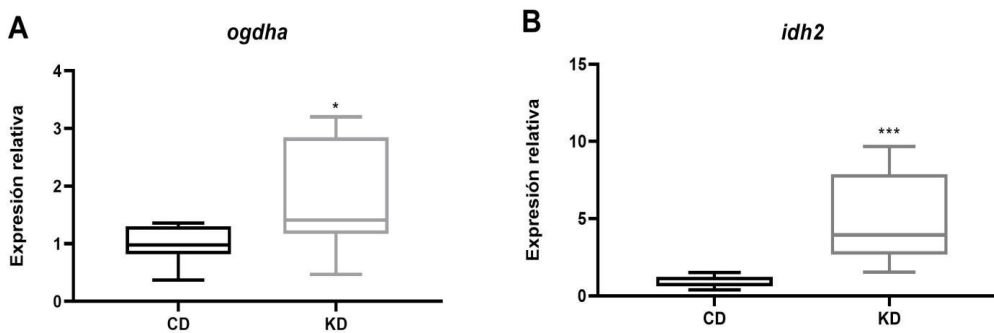 A
ogdha
Expresión relativa
4
3
2
1
0
*
CD
KD
B
idh2
Expresión relativa
15
10
5
0
***
CD
KD